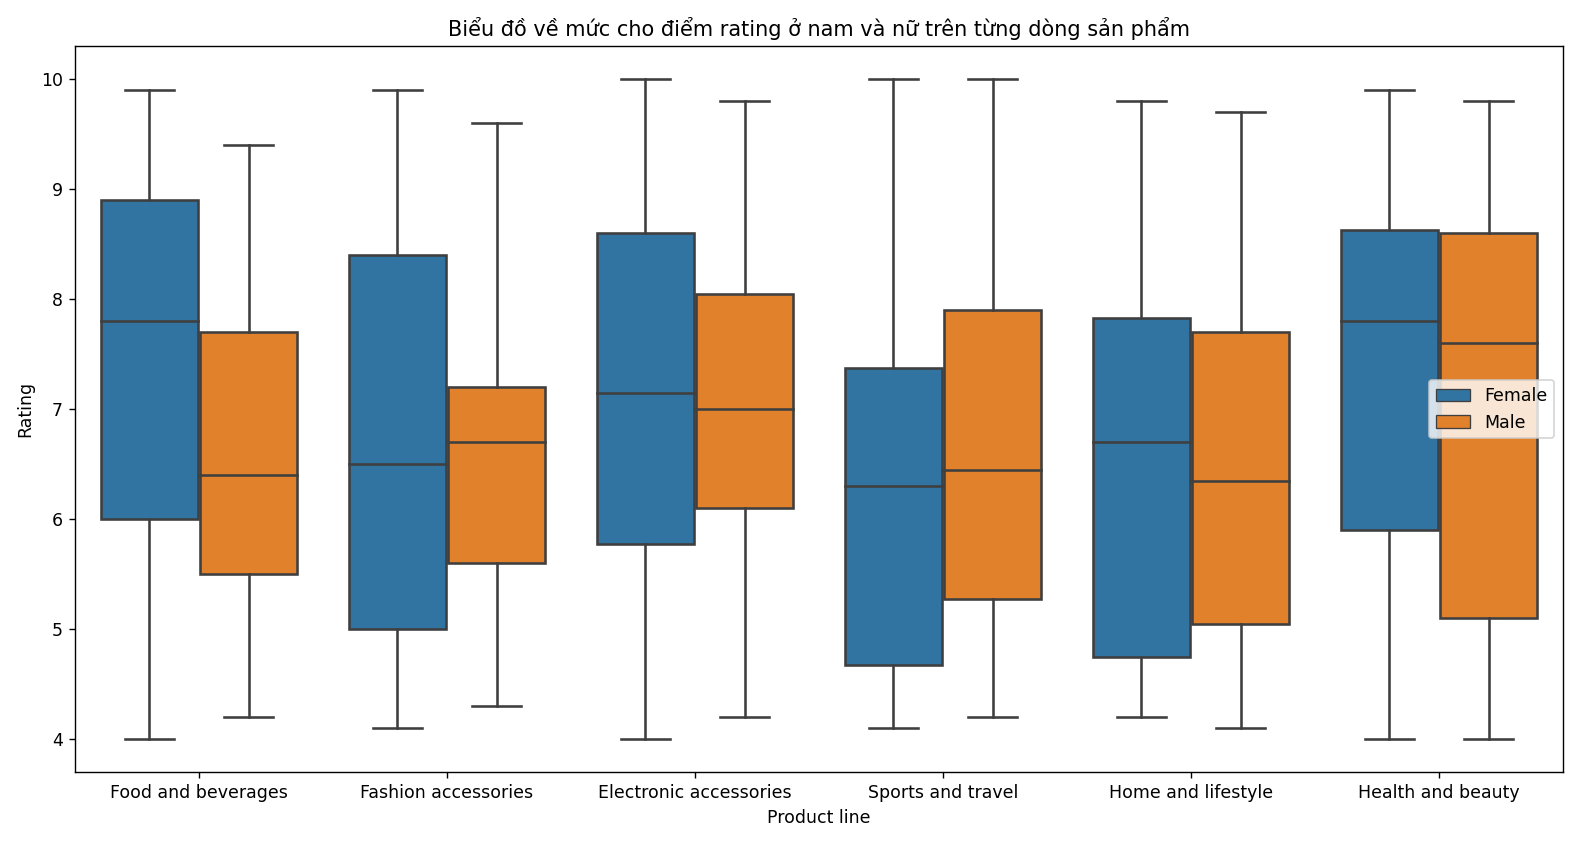 Biểu đồ về mức cho điểm rating ở nam và nữ trên từng dòng sản phẩm
Rating
10
9
8
7
6
5
4
Female
Male
Food and beverages
Fashion accessories
Electronic accessories
Sports and travel
Home and lifestyle
Health and beauty
Product line